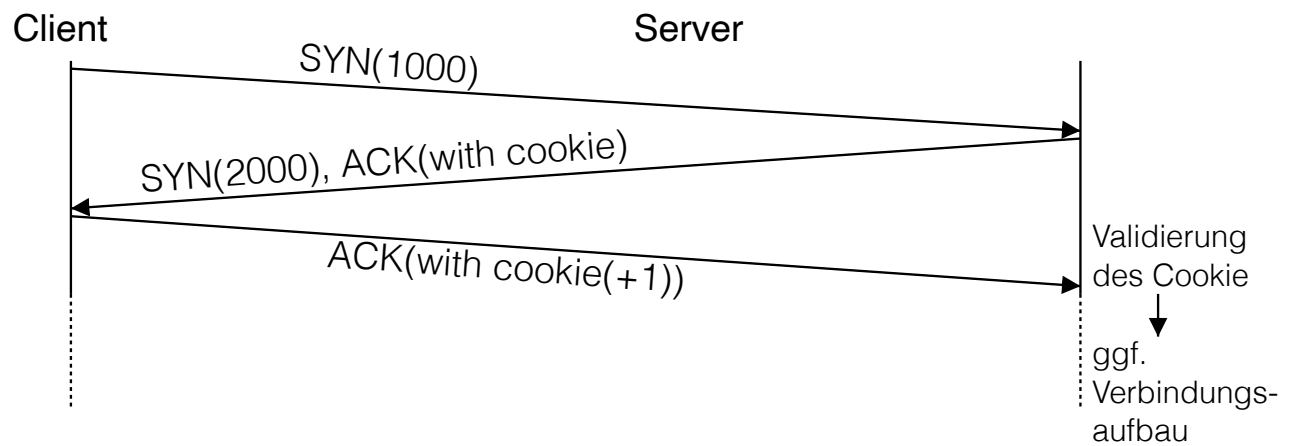 Client
Server
SYN(1000)
SYN(2000), ACK(with cookie)
ACK(with cookie(+1))
Validierung
des Cookie
ggf.
Verbindungs-
aufbau